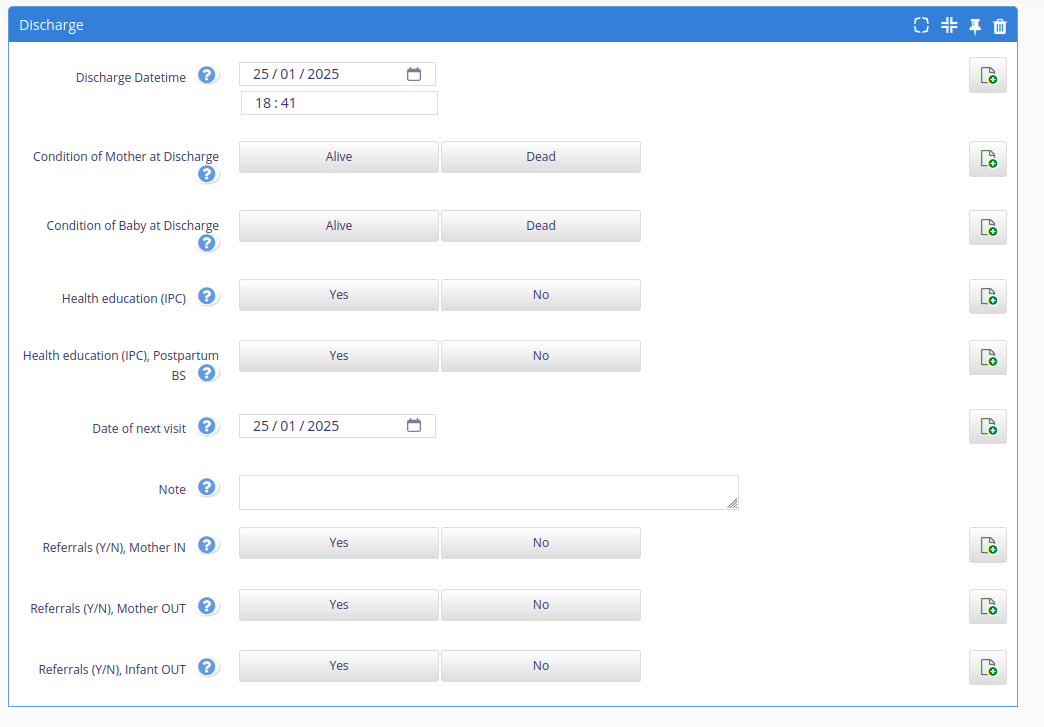 Discharge
Discharge Datetime ? 25 / 01 / 2025
18 : 41
Condition of Mother at Discharge Alive Dead
?
Condition of Baby at Discharge Alive Dead
?
Health education (IPC) ? Yes No
Health education (IPC), Postpartum Yes No
BS ?
Date of next visit ? 25 / 01 / 2025
Note ?
Referrals (Y/N), Mother IN ? Yes No
Referrals (Y/N), Mother OUT ? Yes No
Referrals (Y/N), Infant OUT ? Yes No